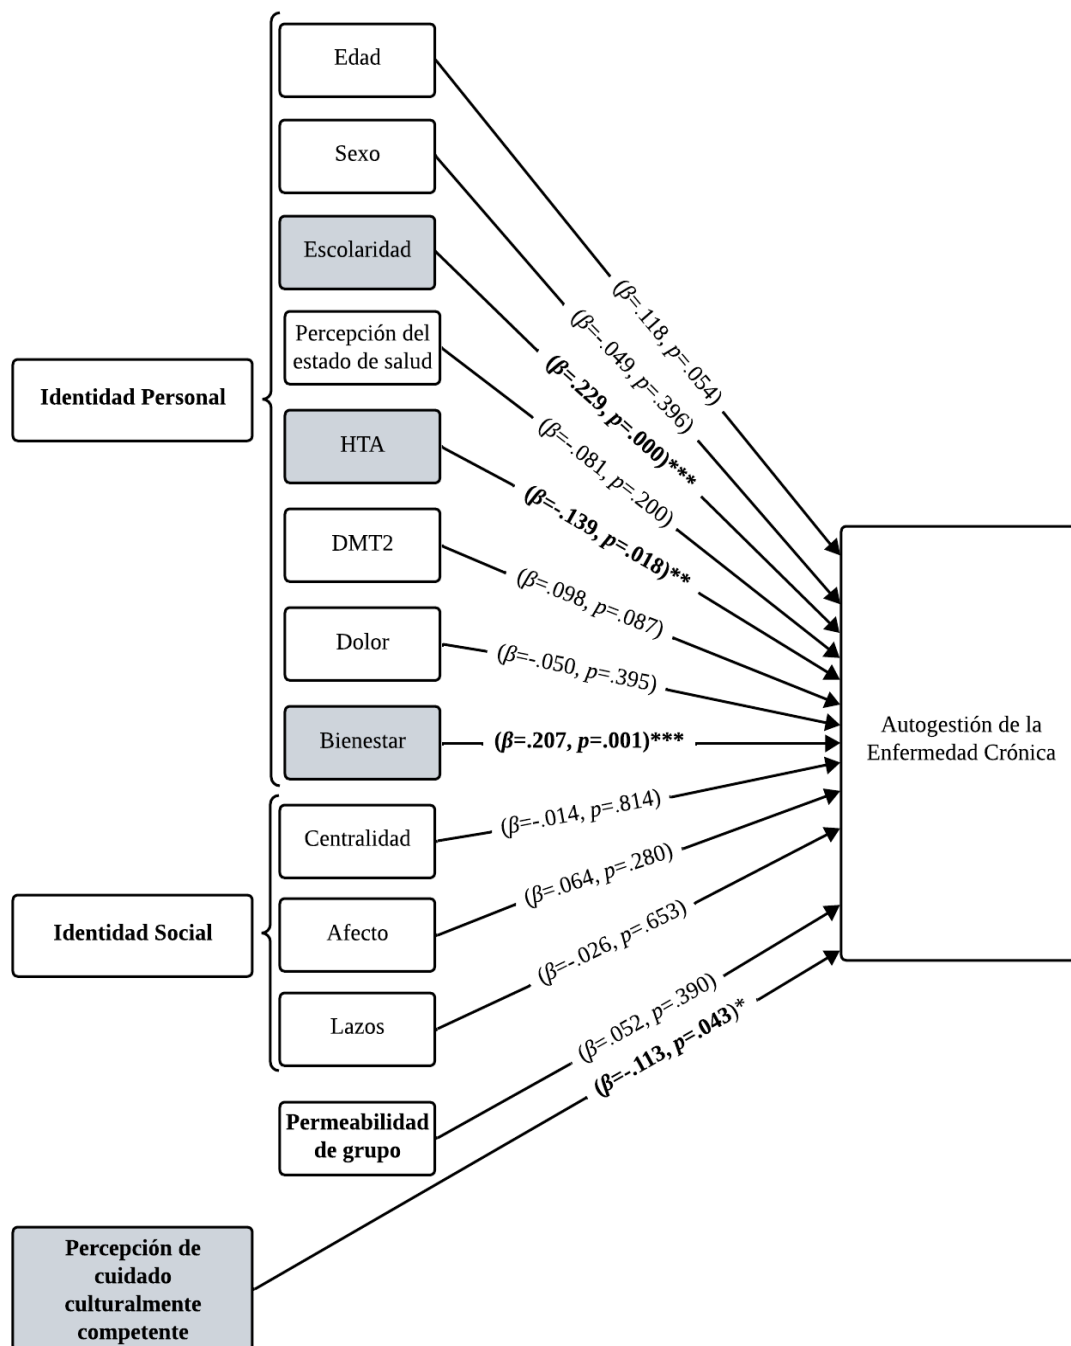 Edad
Sexo
Escolaridad
Percepción del
estado de salud
Identidad Personal
HTA
DMT2
Dolor
Bienestar
Centralidad
Identidad Social
Afecto
Lazos
Permeabilidad
de grupo
Percepción de
cuidado
culturalmente
competente
(β=.118, p=.054)
(β=-.049, p=.396)
(β=.229, p=.000)***
(β=-.081, p=.200)
(β=-.139, p=.018)**
(β=.098, p=.087)
(β=-.050, p=.395)
(β=.207, p=.001)***
(β=-.014, p=.814)
(β=.064, p=.280)
(β=-.026, p=.653)
(β=.052, p=.390)
(β=-.113, p=.043)*
Autogestión de la
Enfermedad Crónica